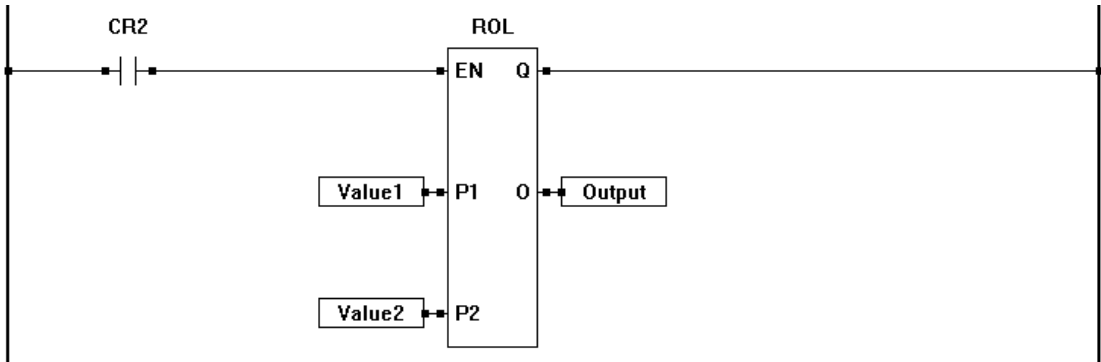 CR2 ROL
EN Q
Value1 P1 O Output
Value2 P2